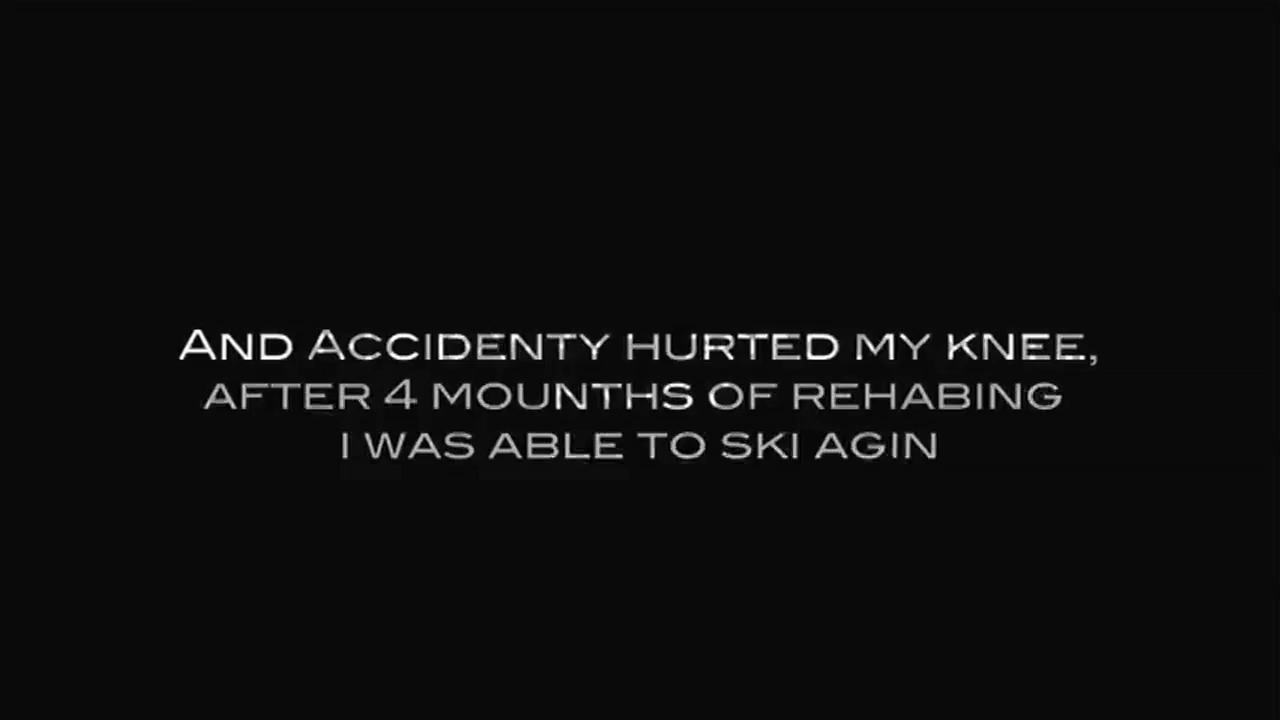 And Accidenty hurted my knee,
after 4 mounths of rehabing
I was able to ski agin